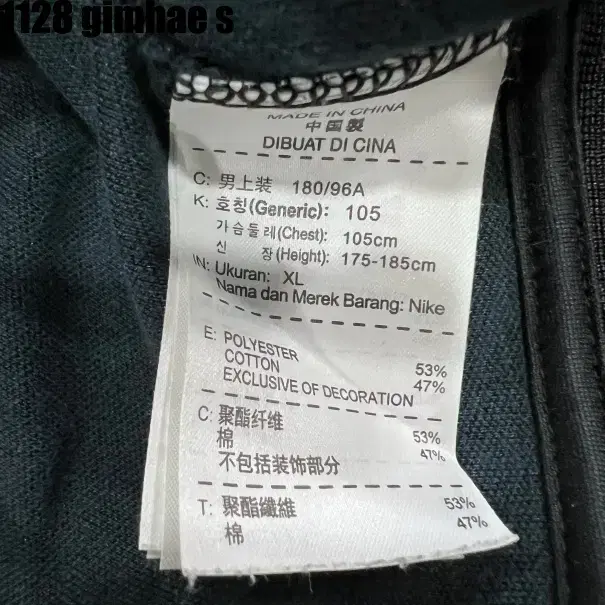 1128 gimhae s
MADE IN CHINA
中国製
DIBUAT DI CINA
C: 男上装 180/96A
K: 호칭(Generic): 105
가슴둘레(Chest): 105cm
신 장(Height): 175-185cm
IN: Ukuran: XL
Nama dan Merek Barang: Nike
E: POLYESTER 53%
COTTON 47%
EXCLUSIVE OF DECORATION
C: 聚酯纤维 53%
棉 47%
不包括装饰部分
T: 聚酯纖維 53%
棉 47%